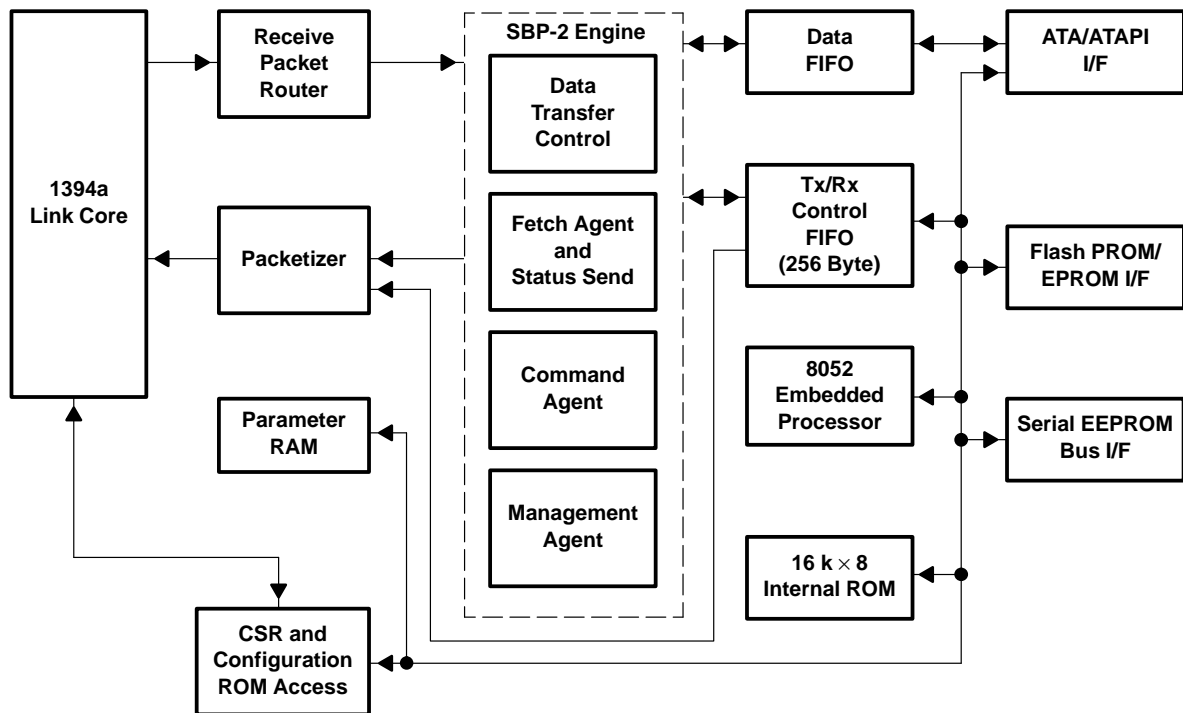 1394a
Link Core
Receive
Packet
Router
Packetizer
Parameter
RAM
CSR and
Configuration
ROM Access
SBP-2 Engine
Data
Transfer
Control
Fetch Agent
and
Status Send
Command
Agent
Management
Agent
Data
FIFO
Tx/Rx
Control
FIFO
(256 Byte)
8052
Embedded
Processor
16 k × 8
Internal ROM
ATA/ATAPI
I/F
Flash PROM/
EPROM I/F
Serial EEPROM
Bus I/F